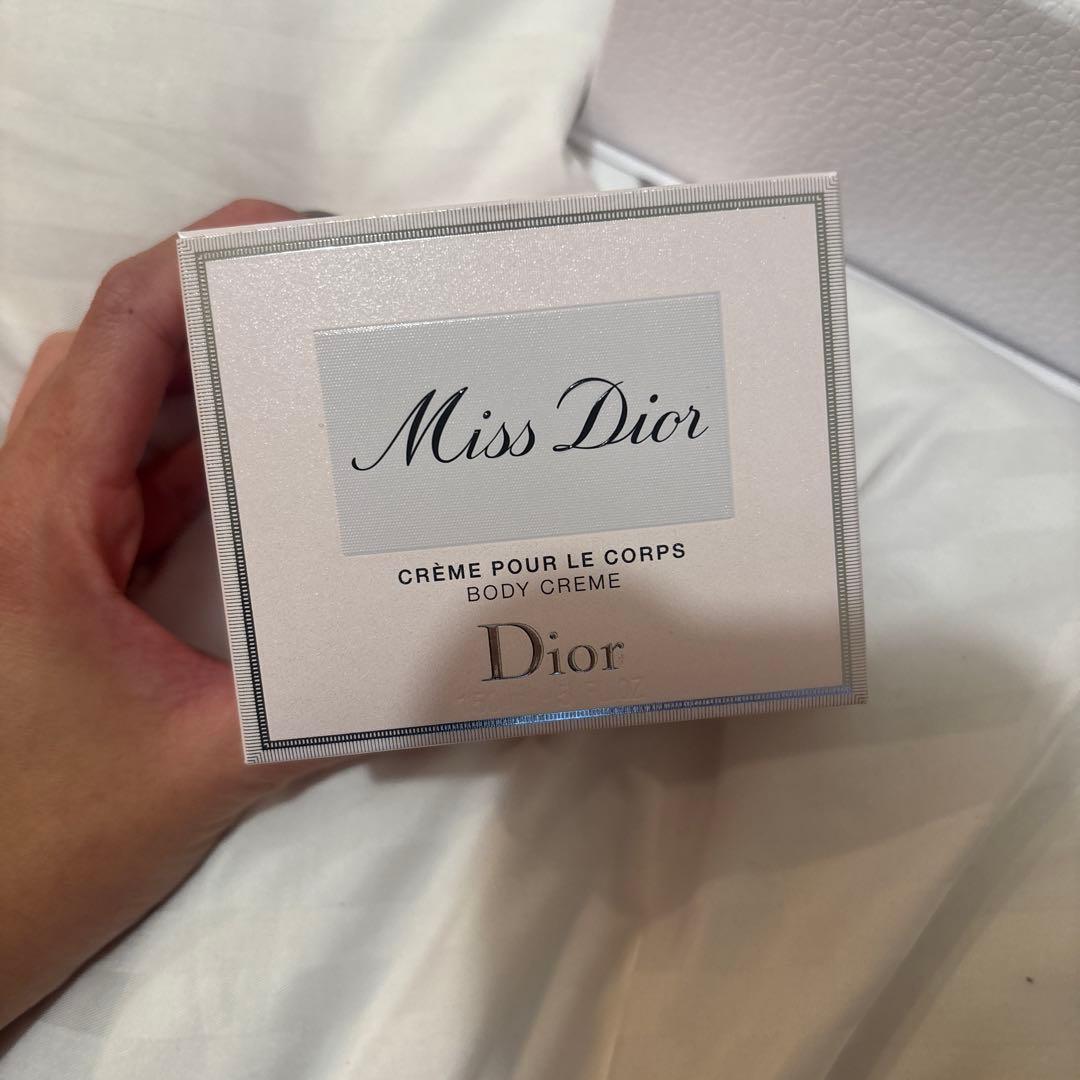 Miss Dior
CRÈME POUR LE CORPS
BODY CREME
Dior